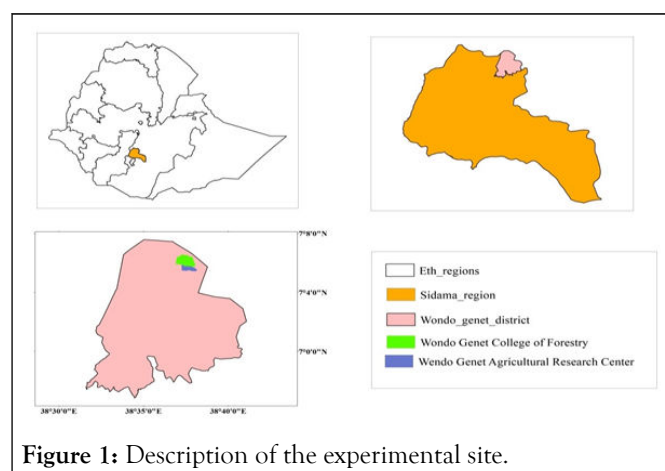 7°8'0"N
7°4'0"N
7°0'0"N
38°30'0"E 38°35'0"E 38°40'0"E
Eth_regions
Sidama_region
Wondo_genet_district
Wondo Genet College of Forestry
Wendo Genet Agricultural Research Center
Figure 1: Description of the experimental site.